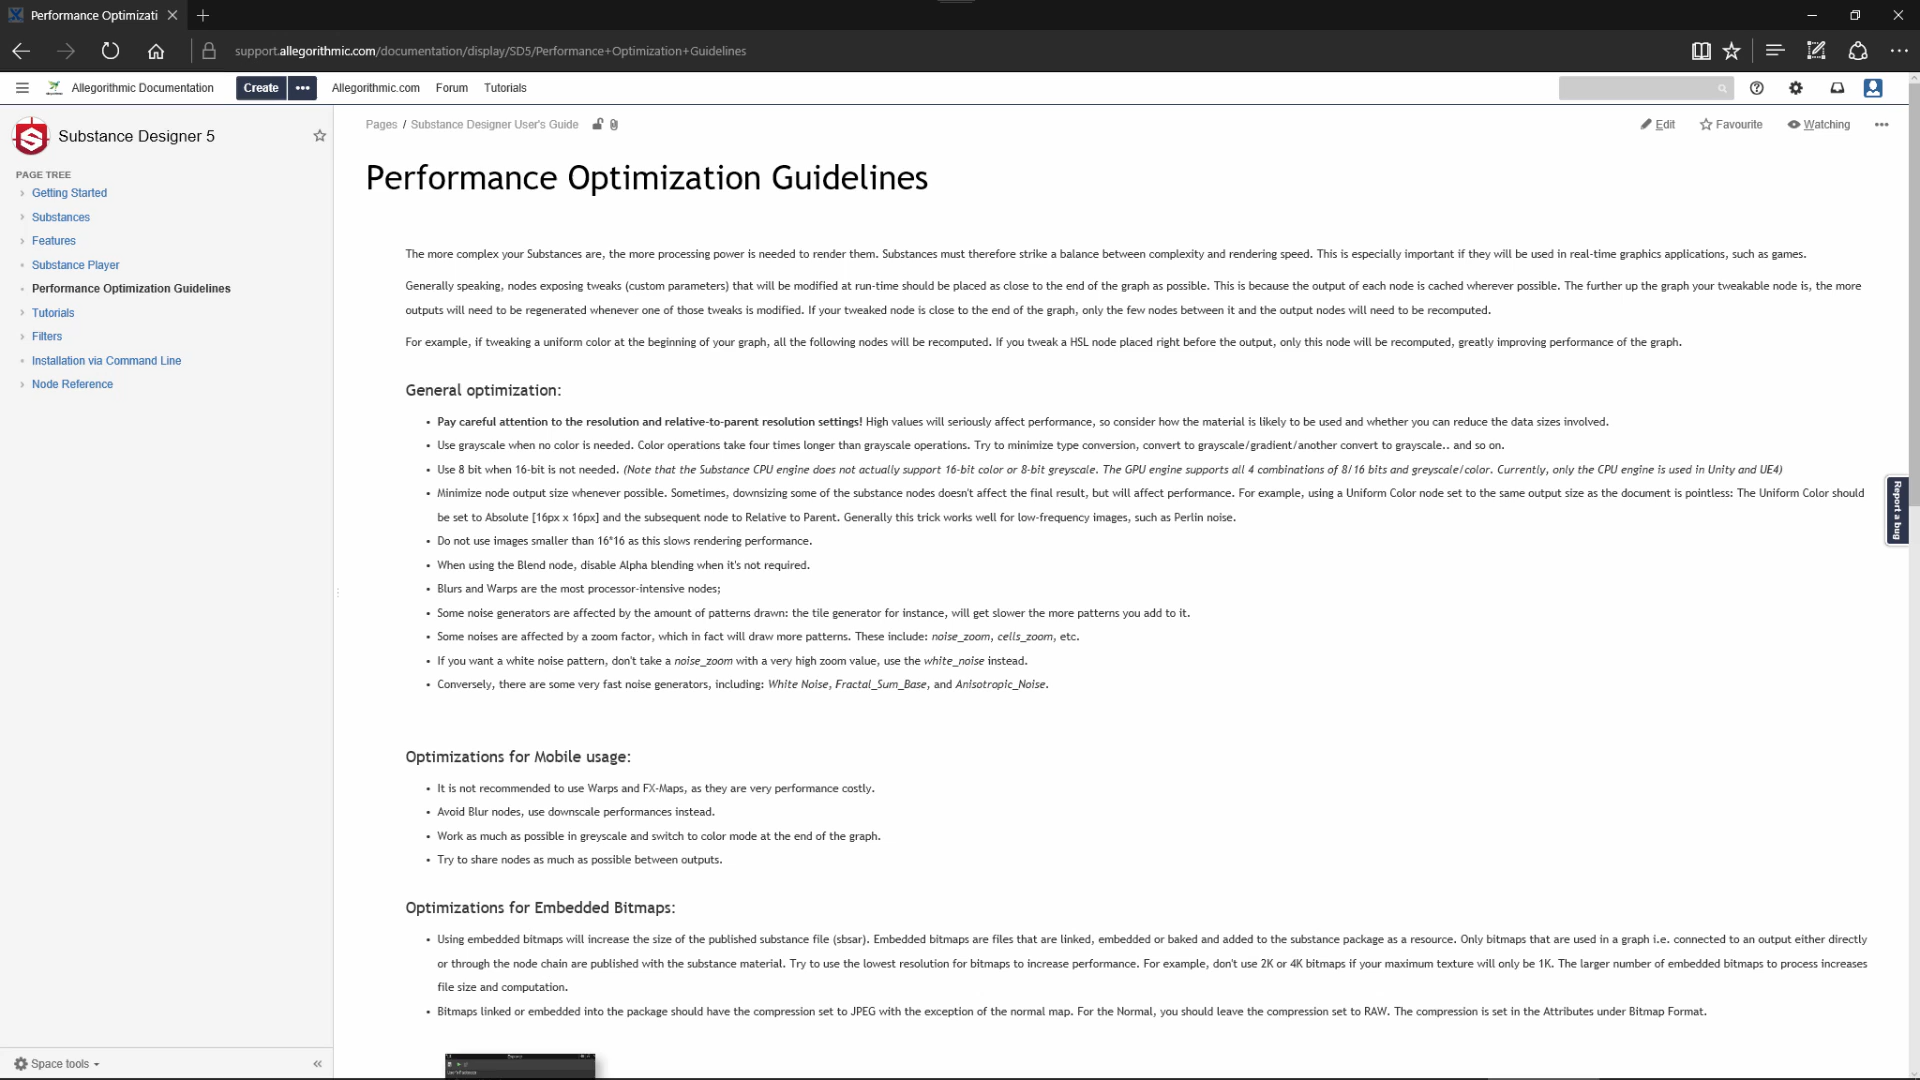 Performance Optimizati
support.allegorithmic.com/documentation/display/SD5/Performance+Optimization+Guidelines
Allegorithmic Documentation Create ••• Allegorithmic.com Forum Tutorials
Substance Designer 5
PAGE TREE
Getting Started
Substances
Features
Substance Player
Performance Optimization Guidelines
Tutorials
Filters
Installation via Command Line
Node Reference
Space tools
Pages / Substance Designer User's Guide
Edit Favourite Watching •••
Performance Optimization Guidelines
The more complex your Substances are, the more processing power is needed to render them. Substances must therefore strike a balance between complexity and rendering speed. This is especially important if they will be used in real-time graphics applications, such as games.
Generally speaking, nodes exposing tweaks (custom parameters) that will be modified at run-time should be placed as close to the end of the graph as possible. This is because the output of each node is cached wherever possible. The further up the graph your tweakable node is, the more
outputs will need to be regenerated whenever one of those tweaks is modified. If your tweaked node is close to the end of the graph, only the few nodes between it and the output nodes will need to be recomputed.
For example, if tweaking a uniform color at the beginning of your graph, all the following nodes will be recomputed. If you tweak a HSL node placed right before the output, only this node will be recomputed, greatly improving performance of the graph.
General optimization:
• Pay careful attention to the resolution and relative-to-parent resolution settings! High values will seriously affect performance, so consider how the material is likely to be used and whether you can reduce the data sizes involved.
• Use grayscale when no color is needed. Color operations take four times longer than grayscale operations. Try to minimize type conversion, convert to grayscale/gradient/another convert to grayscale.. and so on.
• Use 8 bit when 16-bit is not needed. (Note that the Substance CPU engine does not actually support 16-bit color or 8-bit greyscale. The GPU engine supports all 4 combinations of 8/16 bits and greyscale/color. Currently, only the CPU engine is used in Unity and UE4)
• Minimize node output size whenever possible. Sometimes, downsizing some of the substance nodes doesn't affect the final result, but will affect performance. For example, using a Uniform Color node set to the same output size as the document is pointless: The Uniform Color should
be set to Absolute [16px x 16px] and the subsequent node to Relative to Parent. Generally this trick works well for low-frequency images, such as Perlin noise.
• Do not use images smaller than 16*16 as this slows rendering performance.
• When using the Blend node, disable Alpha blending when it's not required.
• Blurs and Warps are the most processor-intensive nodes;
• Some noise generators are affected by the amount of patterns drawn: the tile generator for instance, will get slower the more patterns you add to it.
• Some noises are affected by a zoom factor, which in fact will draw more patterns. These include: noise_zoom, cells_zoom, etc.
• If you want a white noise pattern, don't take a noise_zoom with a very high zoom value, use the white_noise instead.
• Conversely, there are some very fast noise generators, including: White Noise, Fractal_Sum_Base, and Anisotropic_Noise.
Optimizations for Mobile usage:
• It is not recommended to use Warps and FX-Maps, as they are very performance costly.
• Avoid Blur nodes, use downscale performances instead.
• Work as much as possible in greyscale and switch to color mode at the end of the graph.
• Try to share nodes as much as possible between outputs.
Optimizations for Embedded Bitmaps:
• Using embedded bitmaps will increase the size of the published substance file (sbsar). Embedded bitmaps are files that are linked, embedded or baked and added to the substance package as a resource. Only bitmaps that are used in a graph i.e. connected to an output either directly
or through the node chain are published with the substance material. Try to use the lowest resolution for bitmaps to increase performance. For example, don't use 2K or 4K bitmaps if your maximum texture will only be 1K. The larger number of embedded bitmaps to process increases
file size and computation.
• Bitmaps linked or embedded into the package should have the compression set to JPEG with the exception of the normal map. For the Normal, you should leave the compression set to RAW. The compression is set in the Attributes under Bitmap Format.
Report a bug